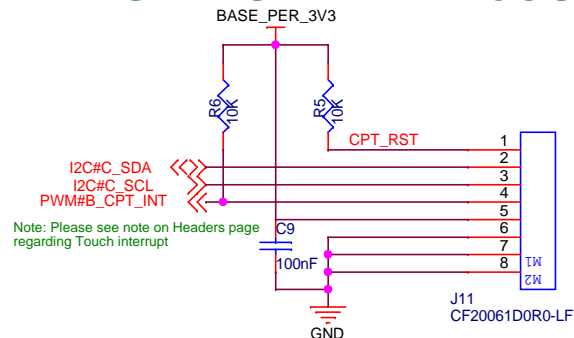 BASE_PER_3V3
R6
10K
R5
10K
CPT_RST
1
I2C#C_SDA
2
I2C#C_SCL
3
PWM#B_CPT_INT
4
5
Note: Please see note on Headers page
regarding Touch interrupt
C9
6
7
M1
100nF
8
M2
J11
CF20061D0R0-LF
GND